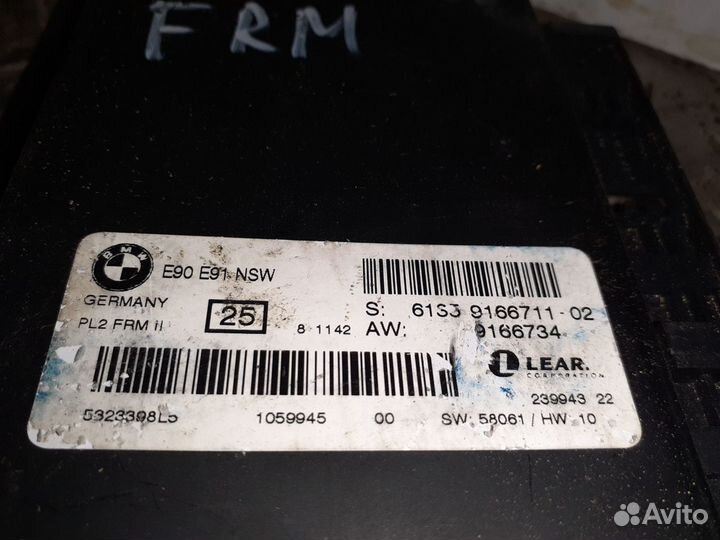 FRM
BMW
E90 E91 NSW
GERMANY
PL2 FRM II
25
8 1142
S: 61S3 9166711-02
AW: 9166734
LEAR.
CORPORATION
239943 22
5323398L5 1059945 00 SW: 58061 / HW: 10
Avito